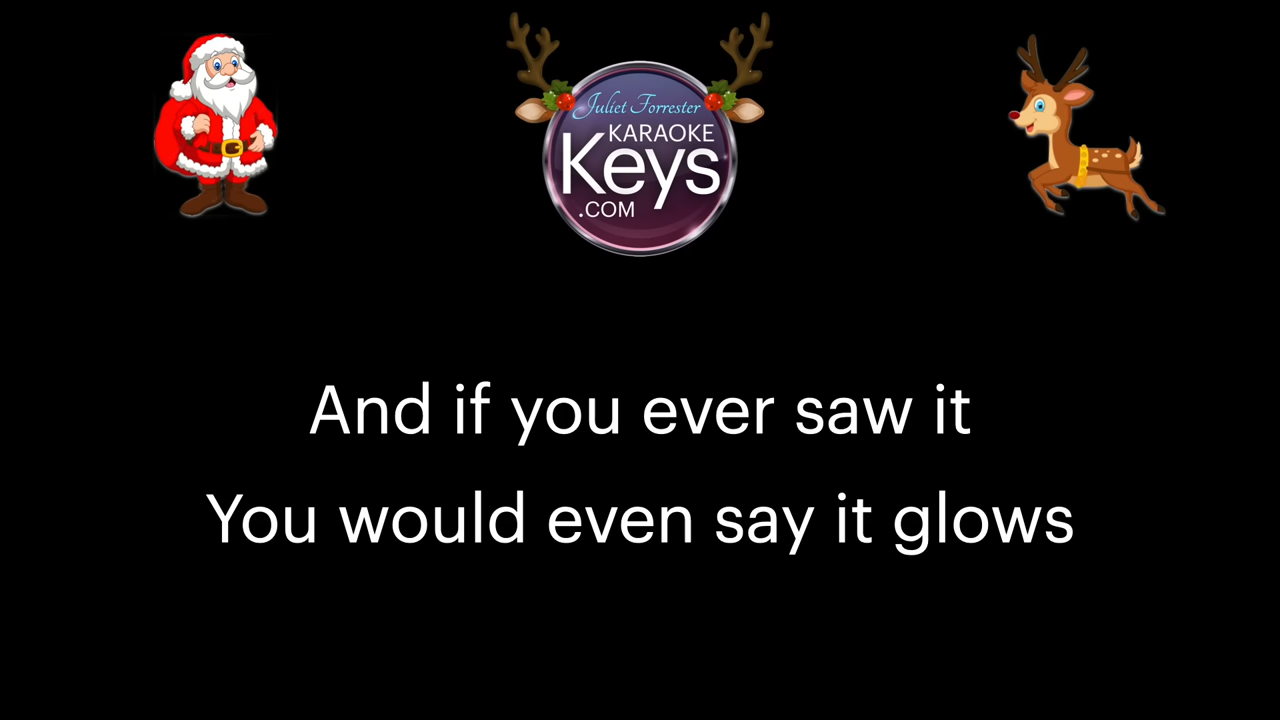 Juliet Forrester
KARAOKE
Keys
.COM
And if you ever saw it
You would even say it glows